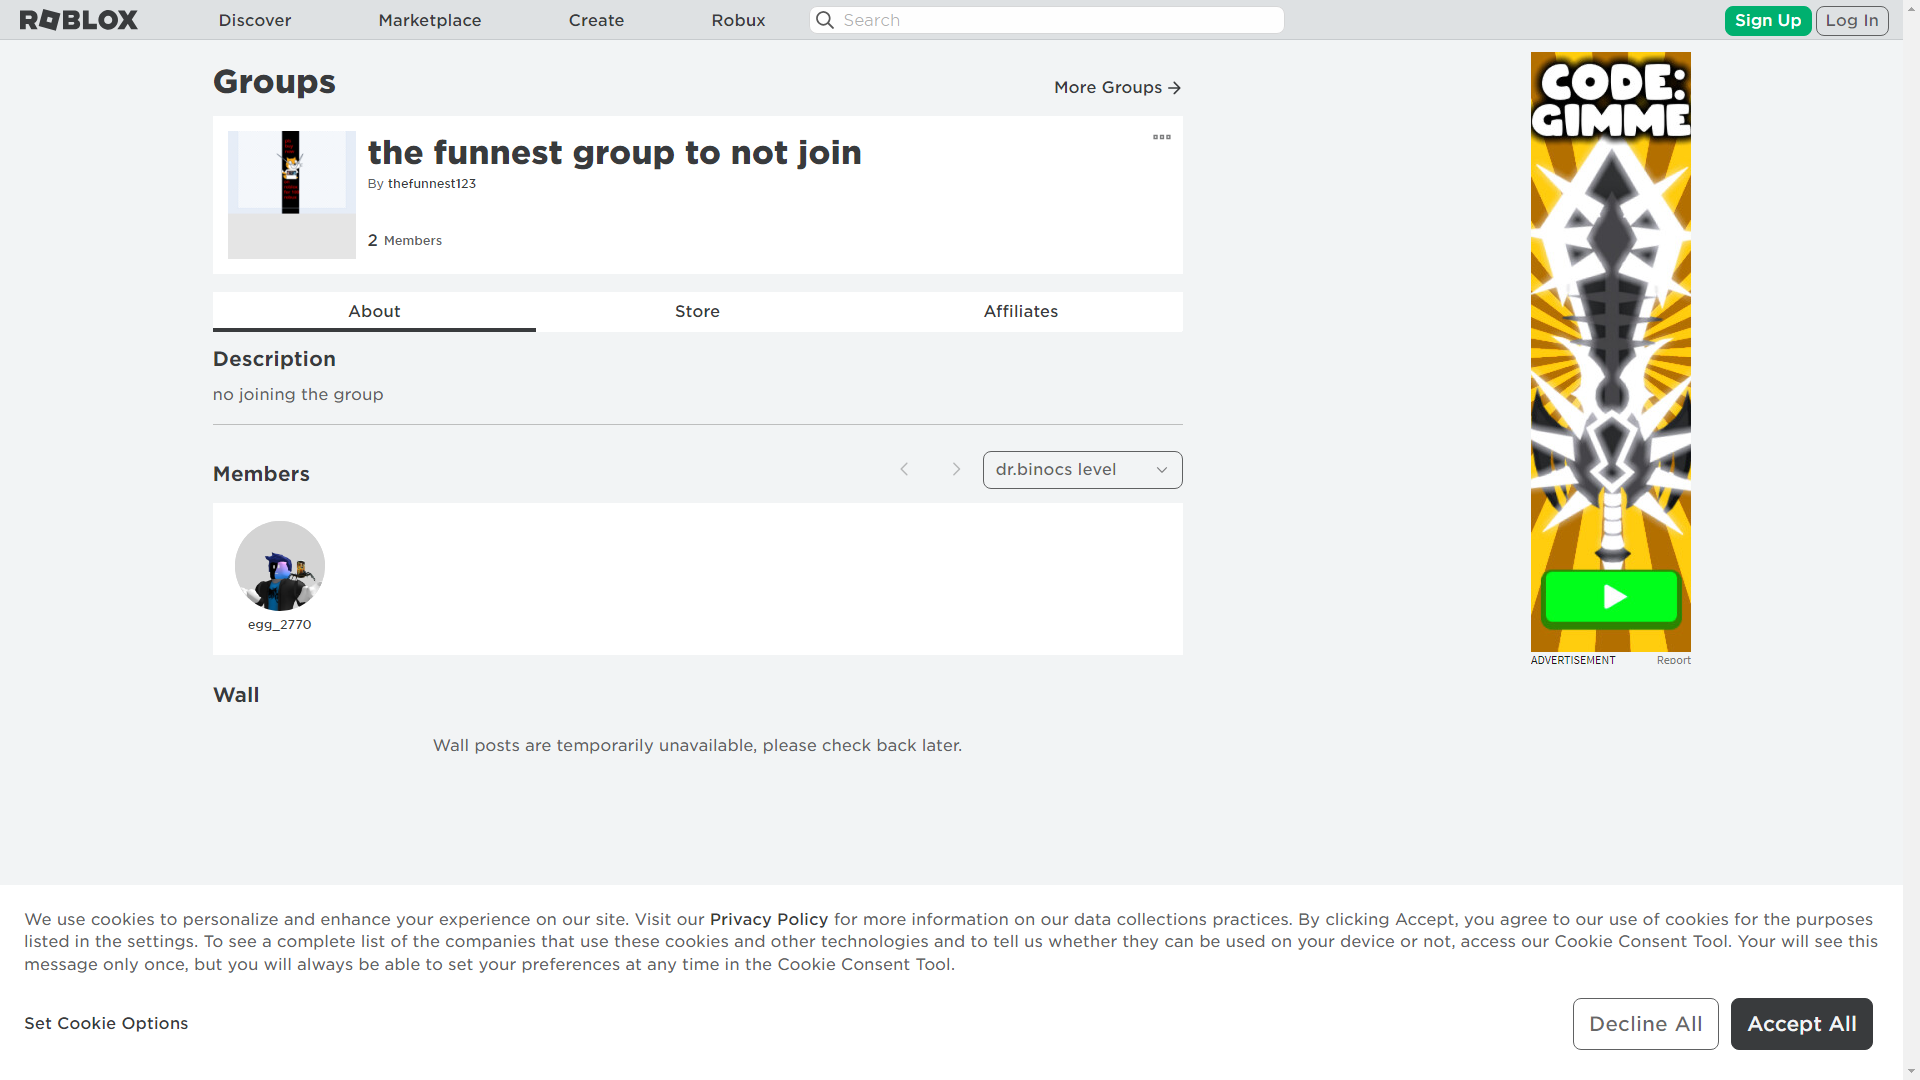 ROBLOX
Discover
Marketplace
Create
Robux
Search
Sign Up
Log In
Groups
More Groups
the funnest group to not join
By thefunnest123
2 Members
About
Store
Affiliates
Description
no joining the group
Members
dr.binocs level
egg_2770
Wall
Wall posts are temporarily unavailable, please check back later.
CODE:
GIMME
ADVERTISEMENT
Report
We use cookies to personalize and enhance your experience on our site. Visit our Privacy Policy for more information on our data collections practices. By clicking Accept, you agree to our use of cookies for the purposes
listed in the settings. To see a complete list of the companies that use these cookies and other technologies and to tell us whether they can be used on your device or not, access our Cookie Consent Tool. Your will see this
message only once, but you will always be able to set your preferences at any time in the Cookie Consent Tool.
Set Cookie Options
Decline All
Accept All